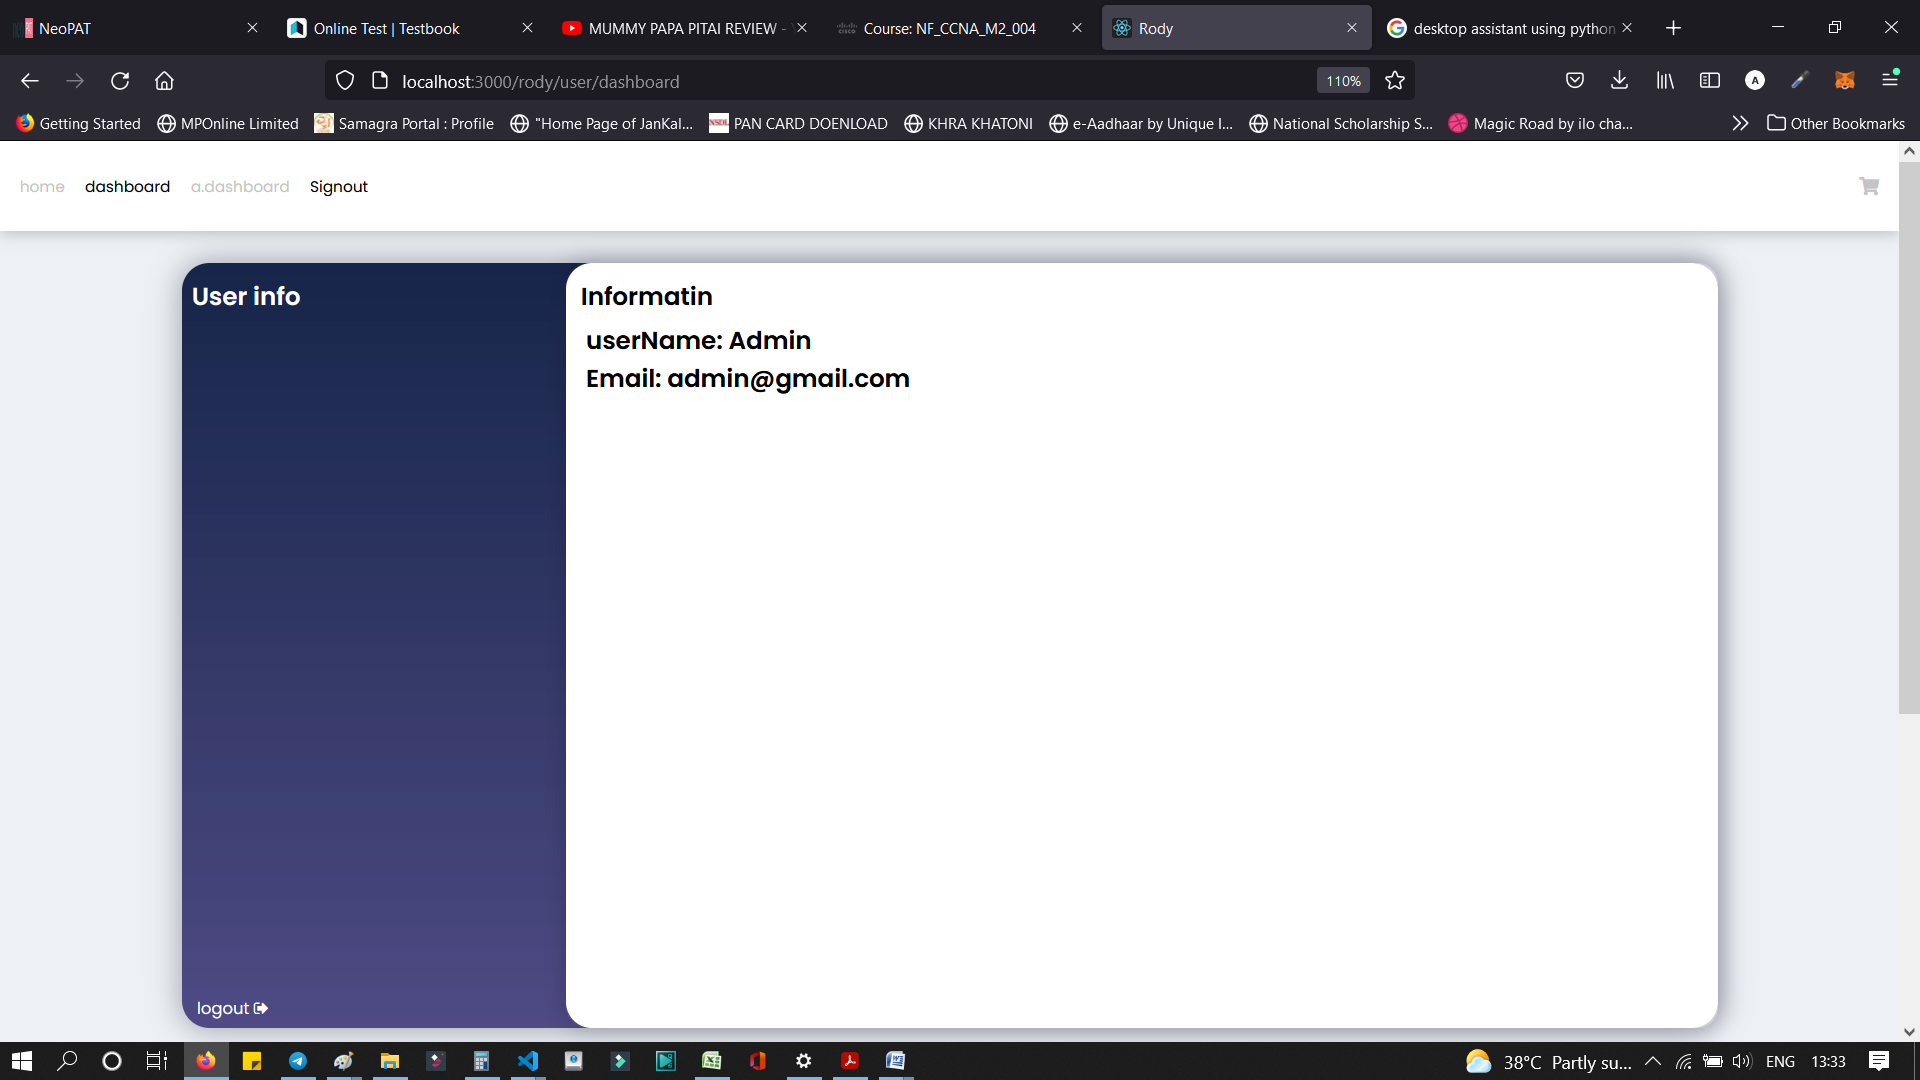 NeoPAT
Online Test | Testbook
MUMMY PAPA PITAI REVIEW -
Course: NF_CCNA_M2_004
Rody
desktop assistant using python
localhost:3000/rody/user/dashboard
110%
A
Getting Started
MPOnline Limited
Samagra Portal : Profile
"Home Page of JanKal...
PAN CARD DOENLOAD
KHRA KHATONI
e-Aadhaar by Unique I...
National Scholarship S...
Magic Road by ilo cha...
Other Bookmarks
home
dashboard
a.dashboard
Signout
User info
Informatin
userName: Admin
Email: admin@gmail.com
logout
38°C Partly su...
ENG
13:33